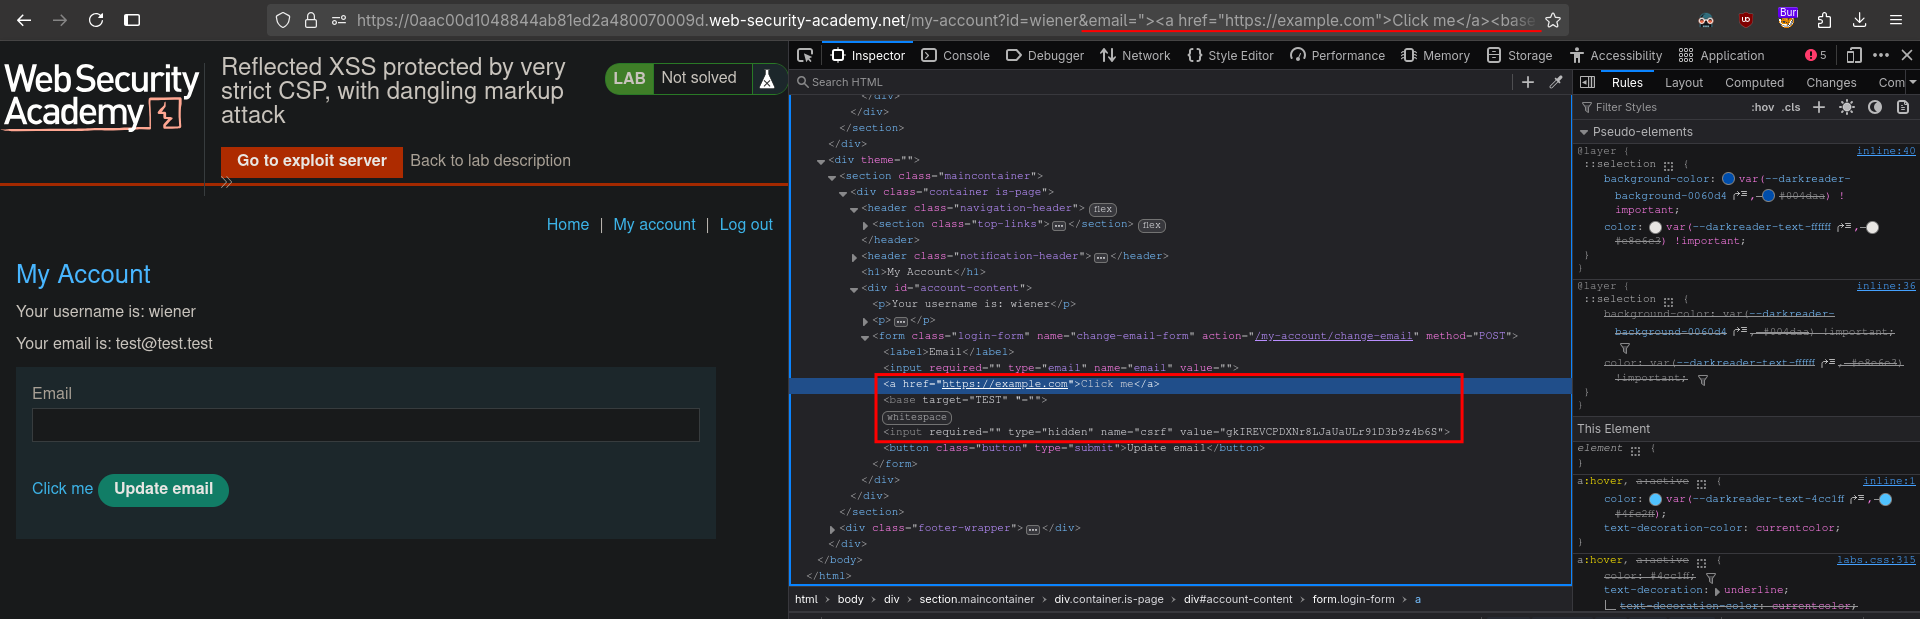 https://0aac00d1048844ab81ed2a480070009d.web-security-academy.net/my-account?id=wiener&email="><a href="https://example.com">Click me</a><base
Burp
WebSecurity
Academy
Reflected XSS protected by very
strict CSP, with dangling markup
attack
LAB Not solved
Go to exploit server Back to lab description
Home | My account | Log out
My Account
Your username is: wiener
Your email is: test@test.test
Email
Click me Update email
Inspector Console Debugger Network Style Editor Performance Memory Storage Accessibility Application 5
Search HTML
</div>
</div>
</section>
</div>
<div theme="">
<section class="maincontainer">
<div class="container is-page">
<header class="navigation-header"> flex
<section class="top-links"> </section> flex
</header>
<header class="notification-header"> </header>
<h1>My Account</h1>
<div id="account-content">
<p>Your username is: wiener</p>
<p> </p>
<form class="login-form" name="change-email-form" action="/my-account/change-email" method="POST">
<label>Email</label>
<input required="" type="email" name="email" value="">
<a href="https://example.com">Click me</a>
<base target="TEST" "="">
whitespace
<input required="" type="hidden" name="csrf" value="gkIREVCPDXNr8LJaUaULr91D3b9z4b6S">
<button class="button" type="submit">Update email</button>
</form>
</div>
</div>
</section>
<div class="footer-wrapper"> </div>
</div>
</body>
</html>
html › body › div › section.maincontainer › div.container.is-page › div#account-content › form.login-form › a
Rules Layout Computed Changes Com
Filter Styles :hov .cls
Pseudo-elements
@layer { inline:40
::selection {
background-color: var(--darkreader-
background-0060d4 , #004daa) !
important;
color: var(--darkreader-text-ffffff ,
#e8e6e3) !important;
}
}
@layer { inline:36
::selection {
background-color: var(--darkreader-
background-0060d4 , #004daa) !important;
color: var(--darkreader-text-ffffff , #e8e6e3)
!important;
}
}
This Element
element {
}
a:hover, a:active { inline:1
color: var(--darkreader-text-4cc1ff ,
#4fc2ff);
text-decoration-color: currentcolor;
}
a:hover, a:active { labs.css:315
color: #4cc1ff;
text-decoration: underline;
text-decoration-color: currentcolor;